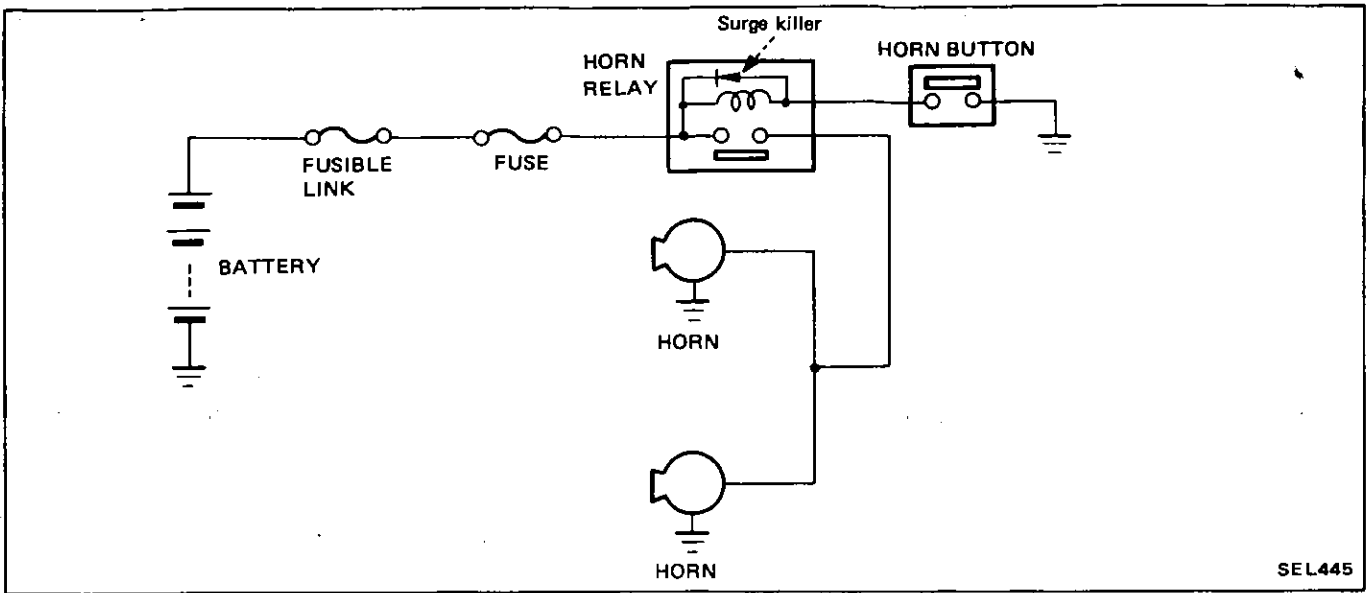 Surge killer
HORN
RELAY
HORN BUTTON
FUSIBLE
LINK
FUSE
BATTERY
HORN
HORN
SEL445